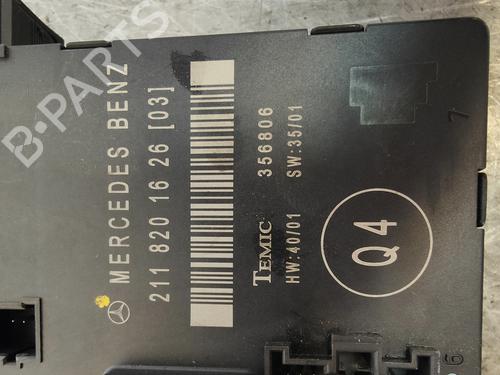 MERCEDES BENZ
211 820 16 26 [03]
TEMIC 356806
HW:40/01 SW:35/01
Q4
B-PARTS